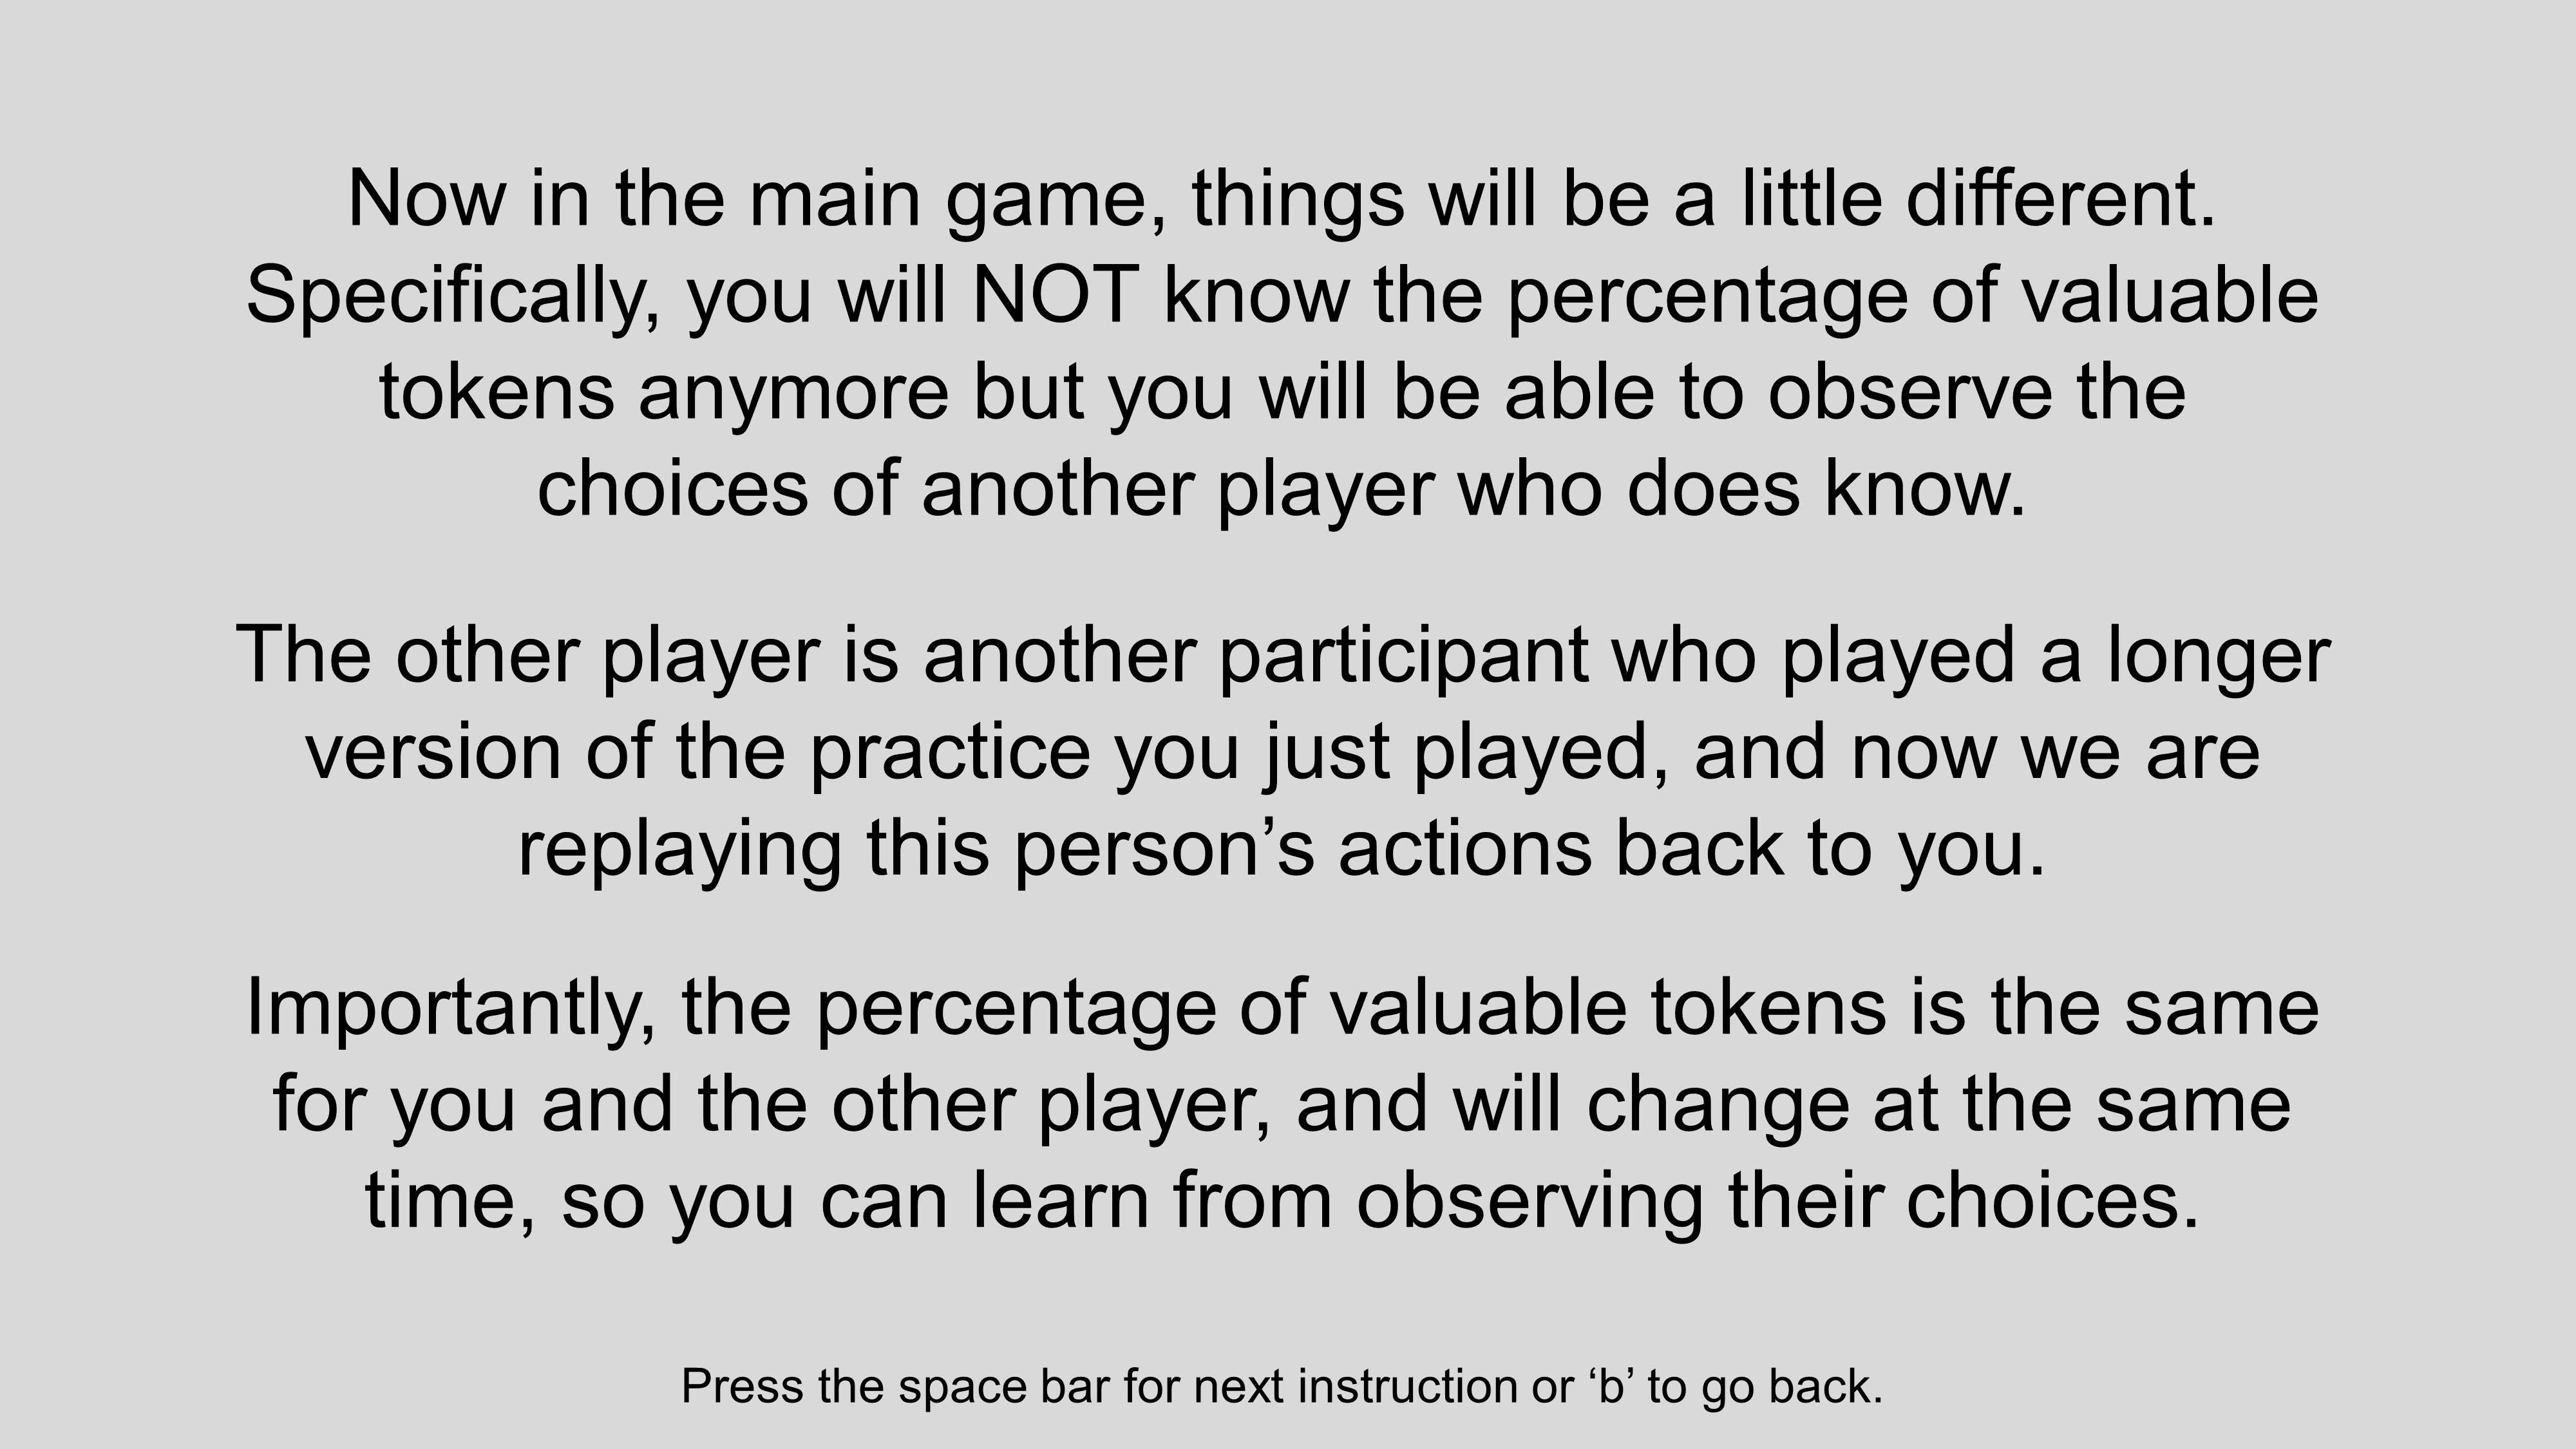 Now in the main game, things will be a little different.
Specifically, you will NOT know the percentage of valuable
tokens anymore but you will be able to observe the
choices of another player who does know.
The other player is another participant who played a longer
version of the practice you just played, and now we are
replaying this person’s actions back to you.
Importantly, the percentage of valuable tokens is the same
for you and the other player, and will change at the same
time, so you can learn from observing their choices.
Press the space bar for next instruction or ‘b’ to go back.